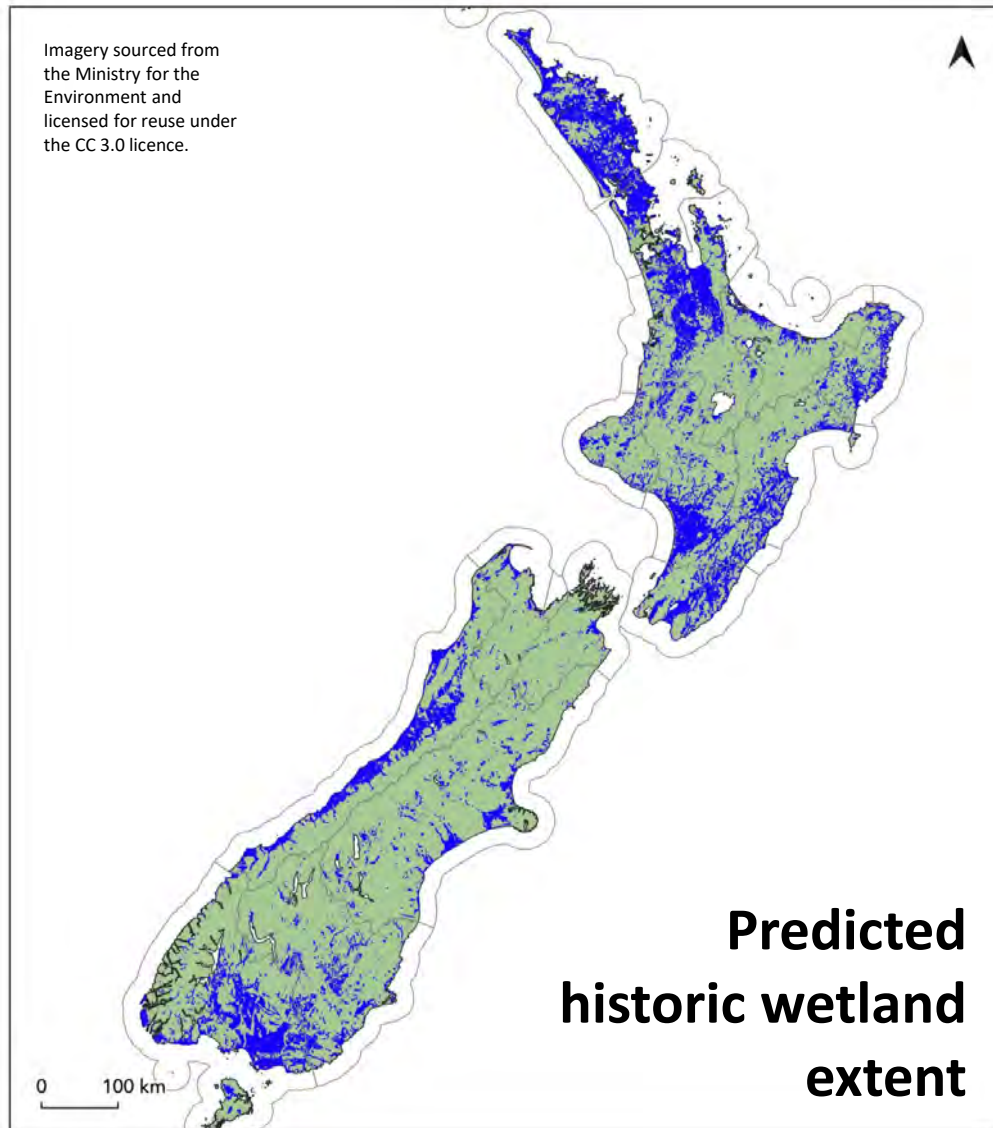 Imagery sourced from
the Ministry for the
Environment and
licensed for reuse under
the CC 3.0 licence.
Predicted
historic wetland
extent
0 100 km